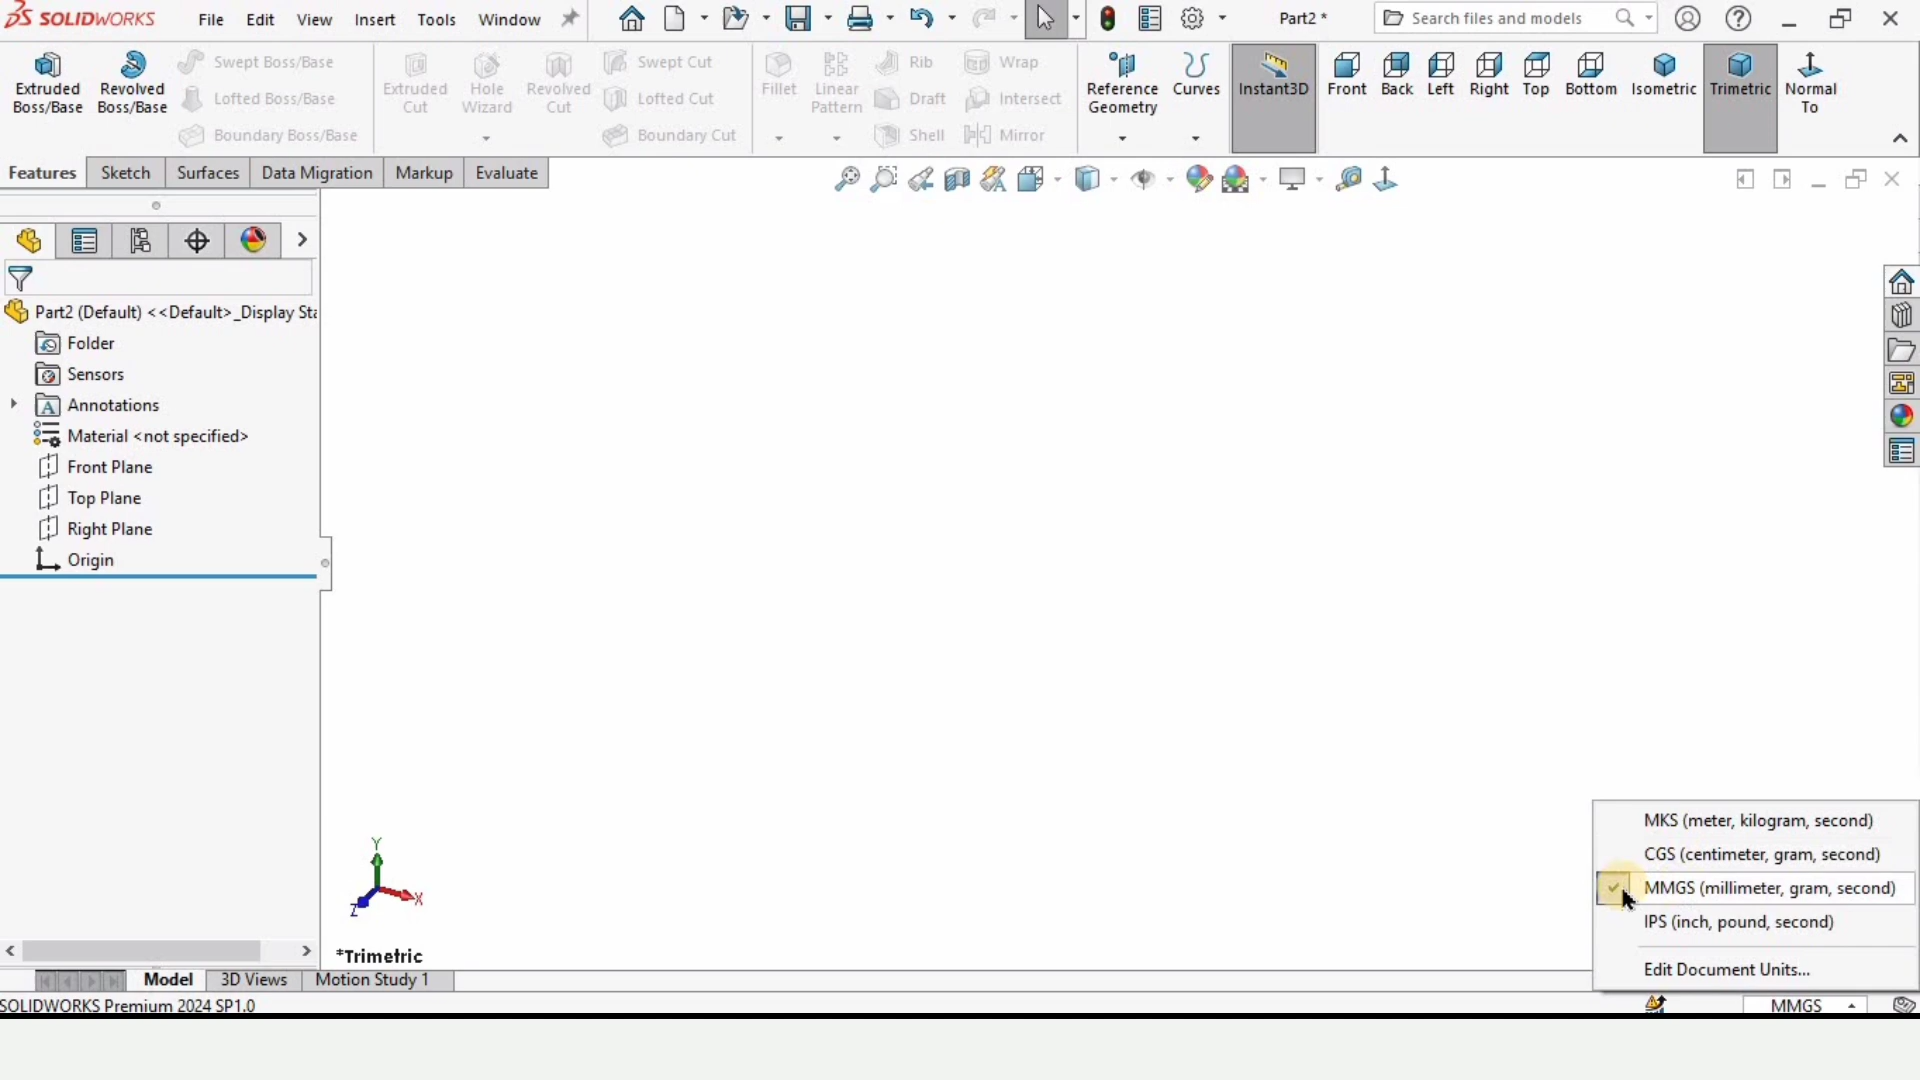 SOLIDWORKS File Edit View Insert Tools Window Part2 * Search files and models
Extruded Boss/Base
Revolved Boss/Base
Swept Boss/Base
Lofted Boss/Base
Boundary Boss/Base
Extruded Cut
Hole Wizard
Revolved Cut
Swept Cut
Lofted Cut
Boundary Cut
Fillet
Linear Pattern
Rib
Draft
Shell
Wrap
Intersect
Mirror
Reference Geometry
Curves
Instant3D
Front Back Left Right Top Bottom Isometric Trimetric Normal To
Features Sketch Surfaces Data Migration Markup Evaluate
Part2 (Default) <<Default>_Display Sta
Folder
Sensors
Annotations
Material <not specified>
Front Plane
Top Plane
Right Plane
Origin
MKS (meter, kilogram, second)
CGS (centimeter, gram, second)
MMGS (millimeter, gram, second)
IPS (inch, pound, second)
Edit Document Units...
Y
X
Z
*Trimetric
Model 3D Views Motion Study 1
SOLIDWORKS Premium 2024 SP1.0 MMGS